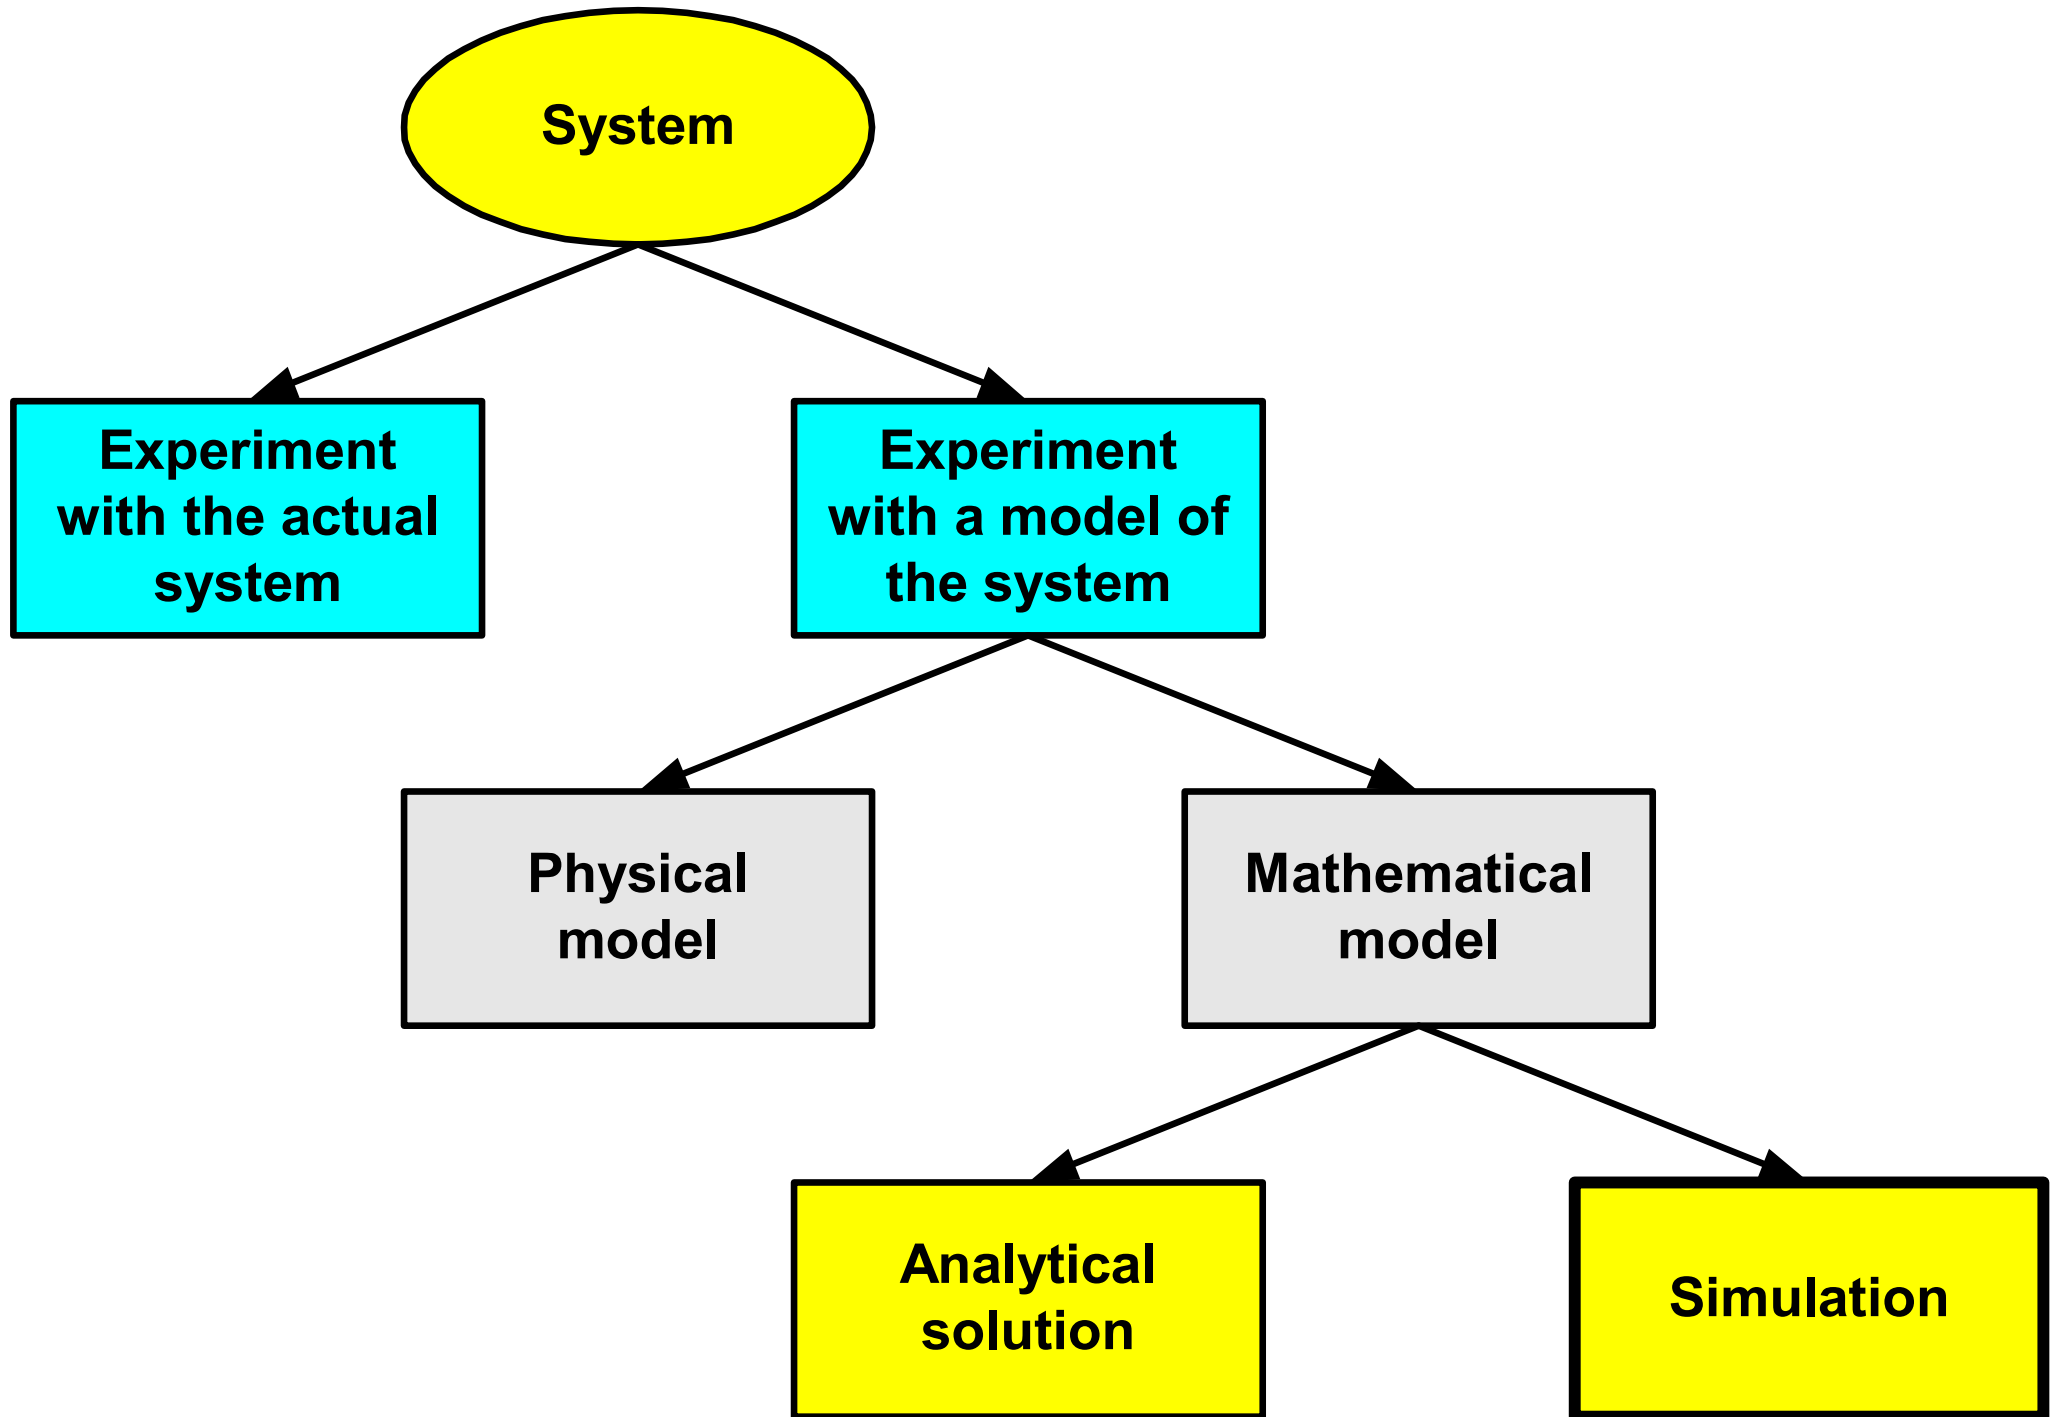 System
Experiment
with the actual
system
Experiment
with a model of
the system
Physical
model
Mathematical
model
Analytical
solution
Simulation